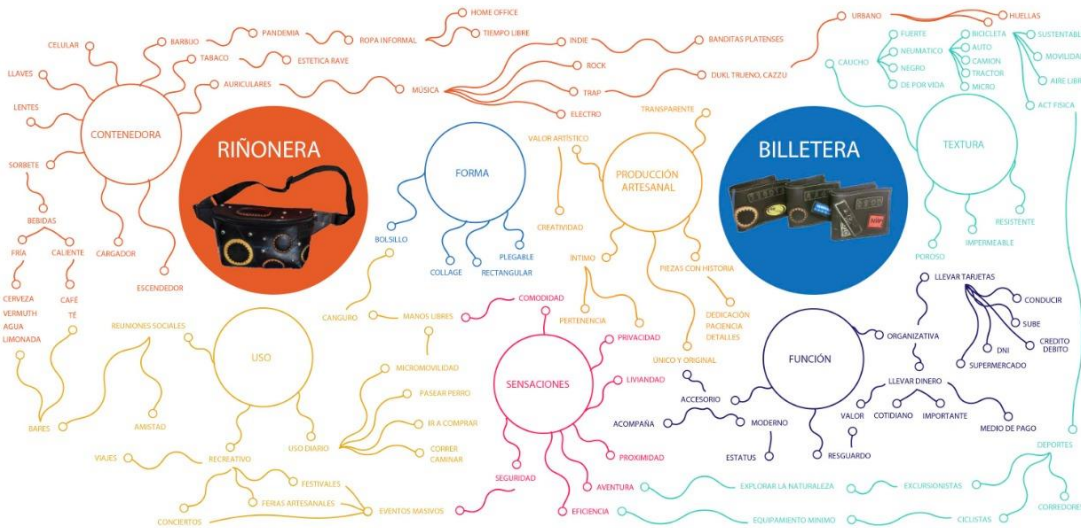 HOME OFFICE
TIEMPO LIBRE
PANDEMIA
ROPA INFORMAL
BARBIJO
CELULAR
TABACO
ESTETICA RAVE
LLAVES
AURICULARES
MÚSICA
INDIE
BANDITAS PLATENSES
ROCK
TRAP
DUKI, TRUENO, CAZZU
ELECTRO
URBANO
HUELLAS
LENTES
CONTENEDORA
SORBETE
BEBIDAS
FRIA
CALIENTE
CERVEZA
VERMUTH
AGUA
LIMONADA
CAFÉ
TÉ
CARGADOR
ESCENDEDOR
RIÑONERA
FORMA
BOLSILLO
COLLAGE
RECTANGULAR
PLEGABLE
VALOR ARTÍSTICO
CREATIVIDAD
TRANSPARENTE
PRODUCCIÓN
ARTESANAL
INTIMO
PERTENENCIA
PIEZAS CON HISTORIA
DEDICACIÓN
PACIENCIA
DETALLES
ÚNICO Y ORIGINAL
BILLETERA
CAUCHO
FUERTE
NEUMATICO
NEGRO
DE POR VIDA
BICICLETA
AUTO
CAMION
TRACTOR
MICRO
SUSTENTABLE
MOVILIDAD
AIRE LIBRE
ACT FISICA
TEXTURA
RESISTENTE
IMPERMEABLE
POROSO
CANGURO
MANOS LIBRES
MICROMOVILIDAD
PASEAR PERRO
IR A COMPRAR
CORRER
CAMINAR
REUNIONES SOCIALES
USO
BARES
AMISTAD
USO DIARIO
RECREATIVO
VIAJES
FESTIVALES
FERIAS ARTESANALES
CONCIERTOS
EVENTOS MASIVOS
COMODIDAD
PRIVACIDAD
SENSACIONES
LIVIANDAD
PROXIMIDAD
AVENTURA
SEGURIDAD
EFICIENCIA
FUNCIÓN
ACCESORIO
ACOMPAÑA
MODERNO
ESTATUS
RESGUARDO
ORGANIZATIVA
LLEVAR TARJETAS
CONDUCIR
SUBE
CREDITO
DEBITO
DNI
SUPERMERCADO
LLEVAR DINERO
VALOR
COTIDIANO
IMPORTANTE
MEDIO DE PAGO
DEPORTES
EXPLORAR LA NATURALEZA
EXCURSIONISTAS
CORREDORES
EQUIPAMIENTO MINIMO
CICLISTAS